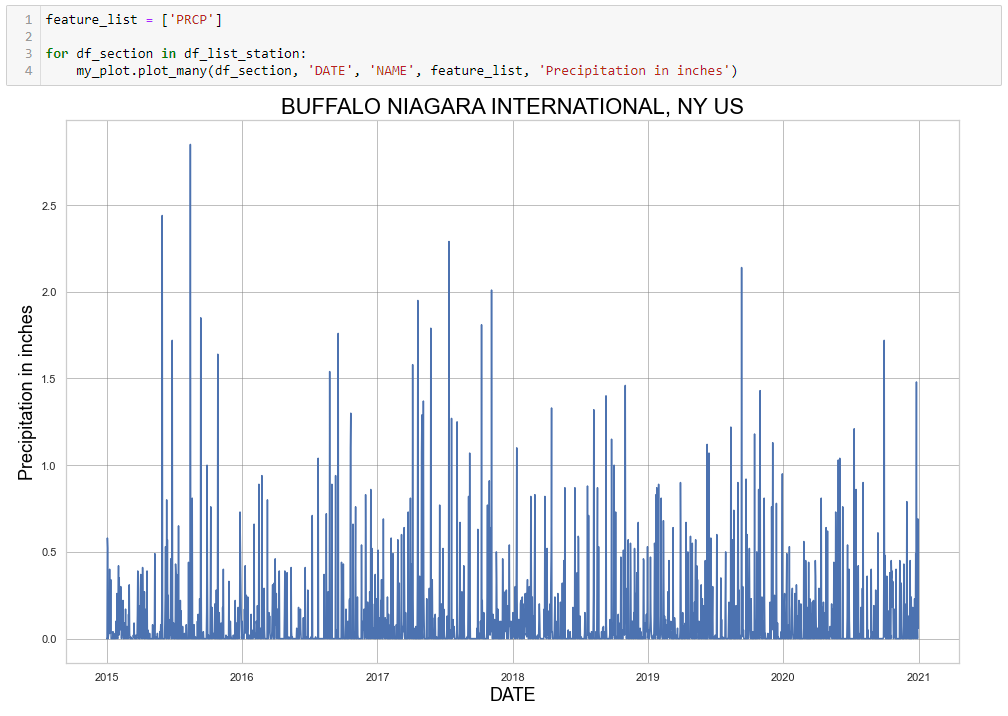 1 feature_list = ['PRCP']
2
3 for df_section in df_list_station:
4     my_plot.plot_many(df_section, 'DATE', 'NAME', feature_list, 'Precipitation in inches')
BUFFALO NIAGARA INTERNATIONAL, NY US
Precipitation in inches
2.5
2.0
1.5
1.0
0.5
0.0
2015 2016 2017 2018 2019 2020 2021
DATE